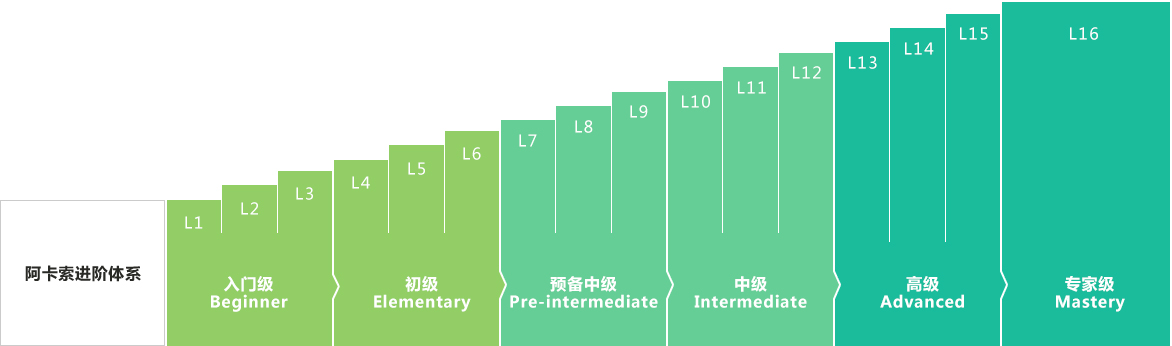 阿卡索进阶体系
L1
L2
L3
入门级
Beginner
L4
L5
L6
初级
Elementary
L7
L8
L9
预备中级
Pre-intermediate
L10
L11
L12
中级
Intermediate
L13
L14
L15
高级
Advanced
L16
专家级
Mastery